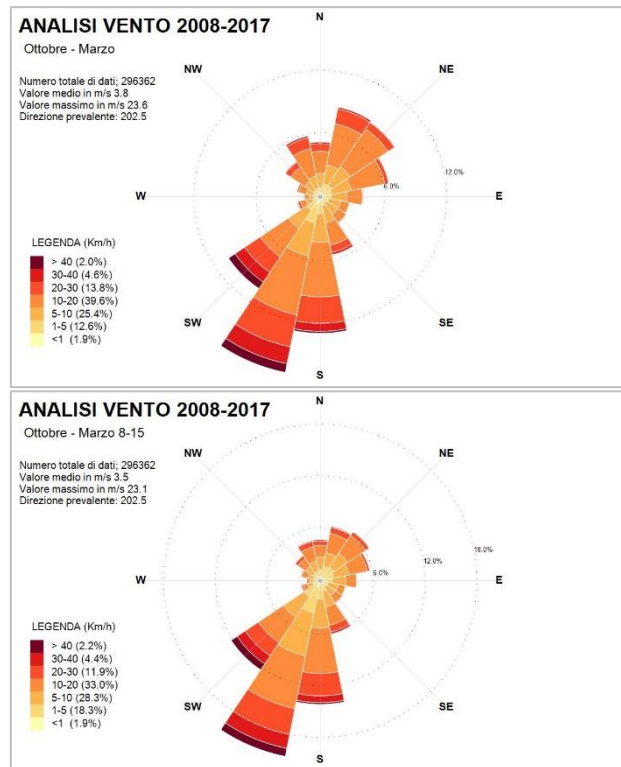 ANALISI VENTO 2008-2017
Ottobre - Marzo
Numero totale di dati; 296362
Valore medio in m/s 3.8
Valore massimo in m/s 23.6
Direzione prevalente: 202.5
N
NE
E
SE
S
SW
W
NW
6.0%
12.0%
LEGENDA (Km/h)
> 40 (2.0%)
30-40 (4.6%)
20-30 (13.8%)
10-20 (39.6%)
5-10 (25.4%)
1-5 (12.6%)
<1 (1.9%)
ANALISI VENTO 2008-2017
Ottobre - Marzo 8-15
Numero totale di dati; 296362
Valore medio in m/s 3.5
Valore massimo in m/s 23.1
Direzione prevalente: 202.5
N
NE
E
SE
S
SW
W
NW
6.0%
12.0%
18.0%
LEGENDA (Km/h)
> 40 (2.2%)
30-40 (4.4%)
20-30 (11.9%)
10-20 (33.0%)
5-10 (28.3%)
1-5 (18.3%)
<1 (1.9%)